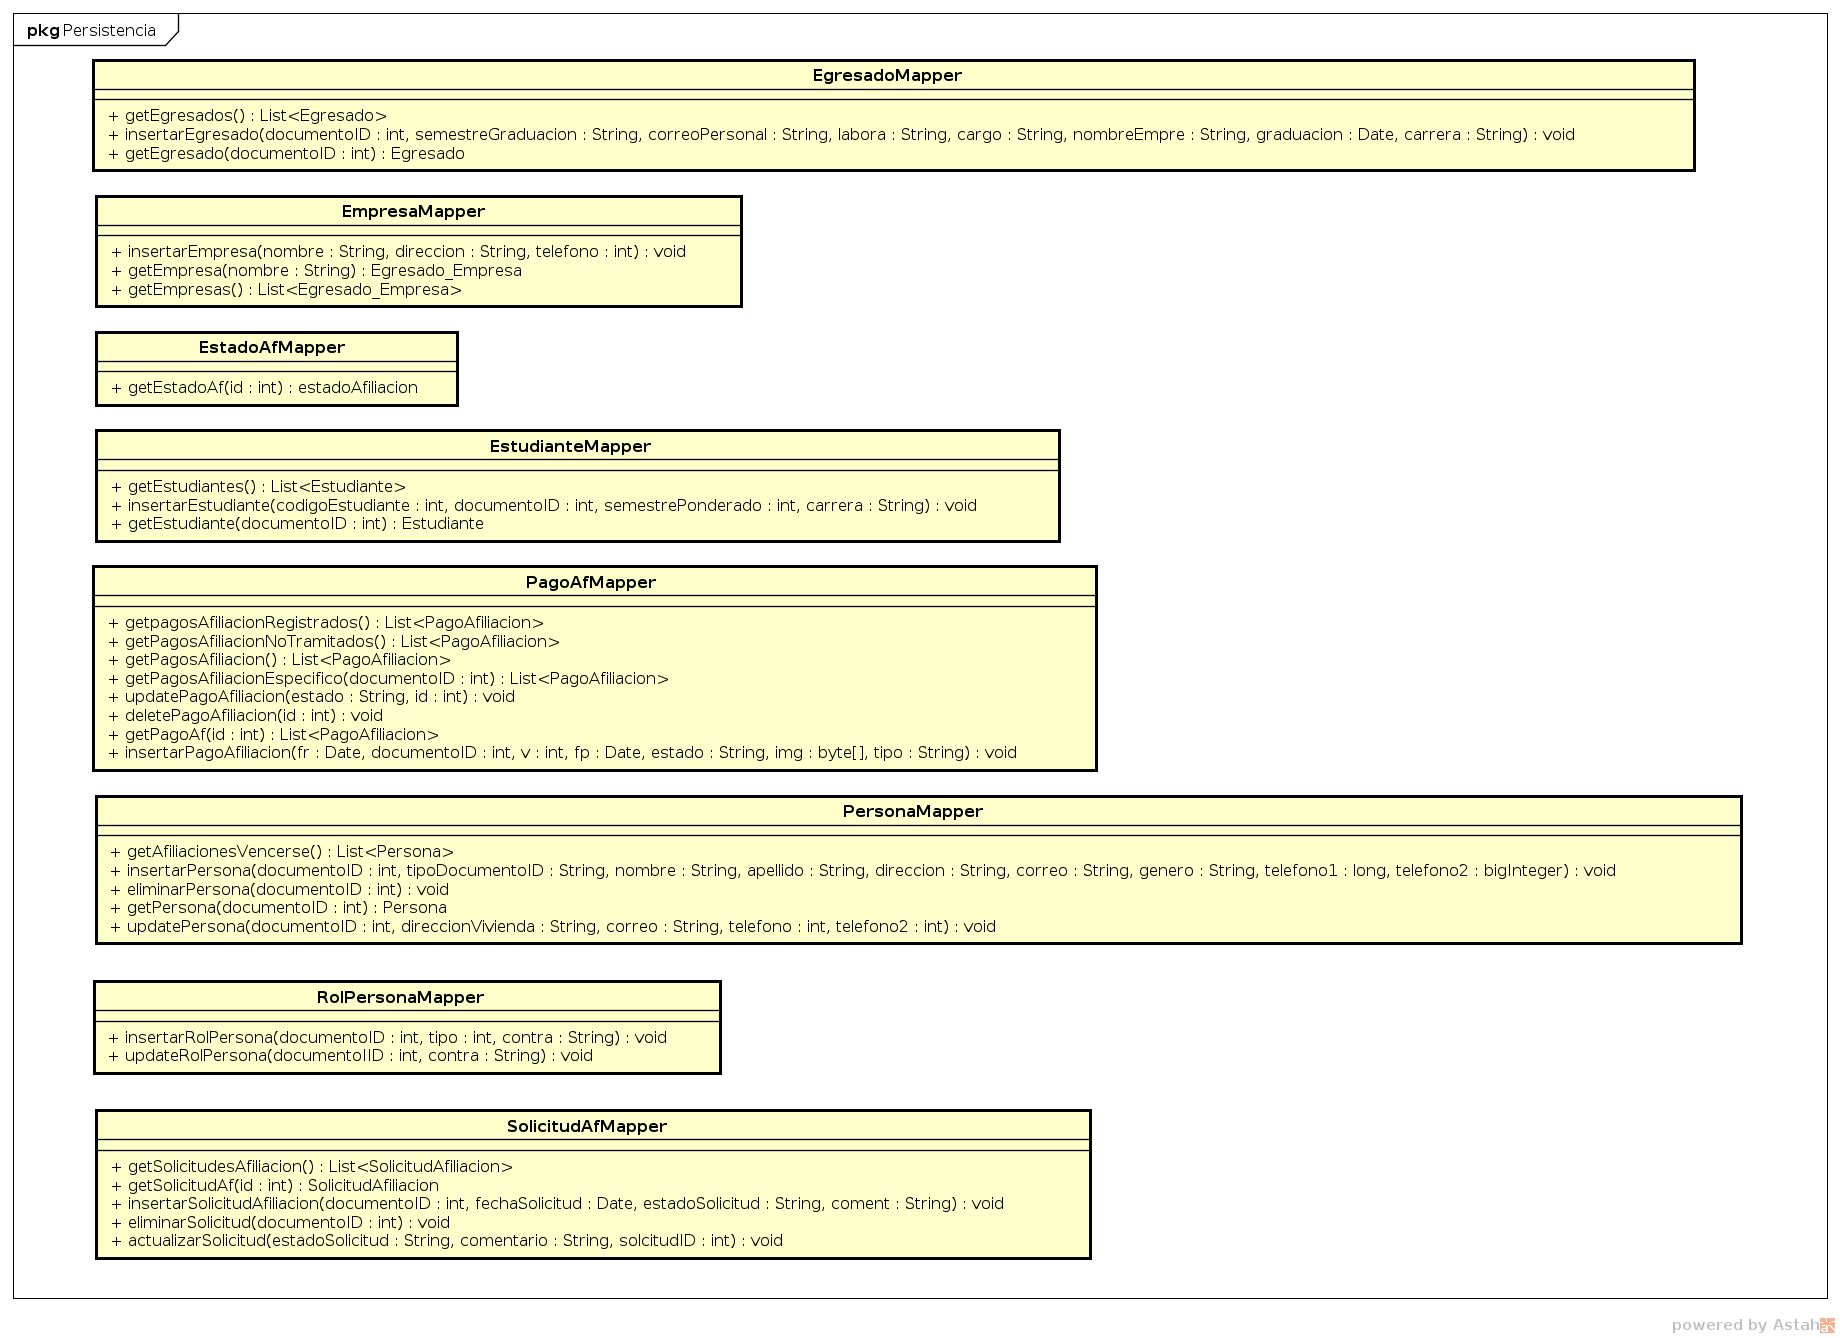 pkg Persistencia
EgresadoMapper
+ getEgresados() : List<Egresado>
+ insertarEgresado(documentoID : int, semestreGraduacion : String, correoPersonal : String, labora : String, cargo : String, nombreEmpre : String, graduacion : Date, carrera : String) : void
+ getEgresado(documentoID : int) : Egresado
EmpresaMapper
+ insertarEmpresa(nombre : String, direccion : String, telefono : int) : void
+ getEmpresa(nombre : String) : Egresado_Empresa
+ getEmpresas() : List<Egresado_Empresa>
EstadoAfMapper
+ getEstadoAf(id : int) : estadoAfiliacion
EstudianteMapper
+ getEstudiantes() : List<Estudiante>
+ insertarEstudiante(codigoEstudiante : int, documentoID : int, semestrePonderado : int, carrera : String) : void
+ getEstudiante(documentoID : int) : Estudiante
PagoAfMapper
+ getpagosAfiliacionRegistrados() : List<PagoAfiliacion>
+ getPagosAfiliacionNoTramitados() : List<PagoAfiliacion>
+ getPagosAfiliacion() : List<PagoAfiliacion>
+ getPagosAfiliacionEspecifico(documentoID : int) : List<PagoAfiliacion>
+ updatePagoAfiliacion(estado : String, id : int) : void
+ deletePagoAfiliacion(id : int) : void
+ getPagoAf(id : int) : List<PagoAfiliacion>
+ insertarPagoAfiliacion(fr : Date, documentoID : int, v : int, fp : Date, estado : String, img : byte[], tipo : String) : void
PersonaMapper
+ getAfiliacionesVencerse() : List<Persona>
+ insertarPersona(documentoID : int, tipoDocumentoID : String, nombre : String, apellido : String, direccion : String, correo : String, genero : String, telefono1 : long, telefono2 : bigInteger) : void
+ eliminarPersona(documentoID : int) : void
+ getPersona(documentoID : int) : Persona
+ updatePersona(documentoID : int, direccionVivienda : String, correo : String, telefono : int, telefono2 : int) : void
RolPersonaMapper
+ insertarRolPersona(documentoID : int, tipo : int, contra : String) : void
+ updateRolPersona(documentoIID : int, contra : String) : void
SolicitudAfMapper
+ getSolicitudesAfiliacion() : List<SolicitudAfiliacion>
+ getSolicitudAf(id : int) : SolicitudAfiliacion
+ insertarSolicitudAfiliacion(documentoID : int, fechaSolicitud : Date, estadoSolicitud : String, coment : String) : void
+ eliminarSolicitud(documentoID : int) : void
+ actualizarSolicitud(estadoSolicitud : String, comentario : String, solcitudID : int) : void
powered by Astah